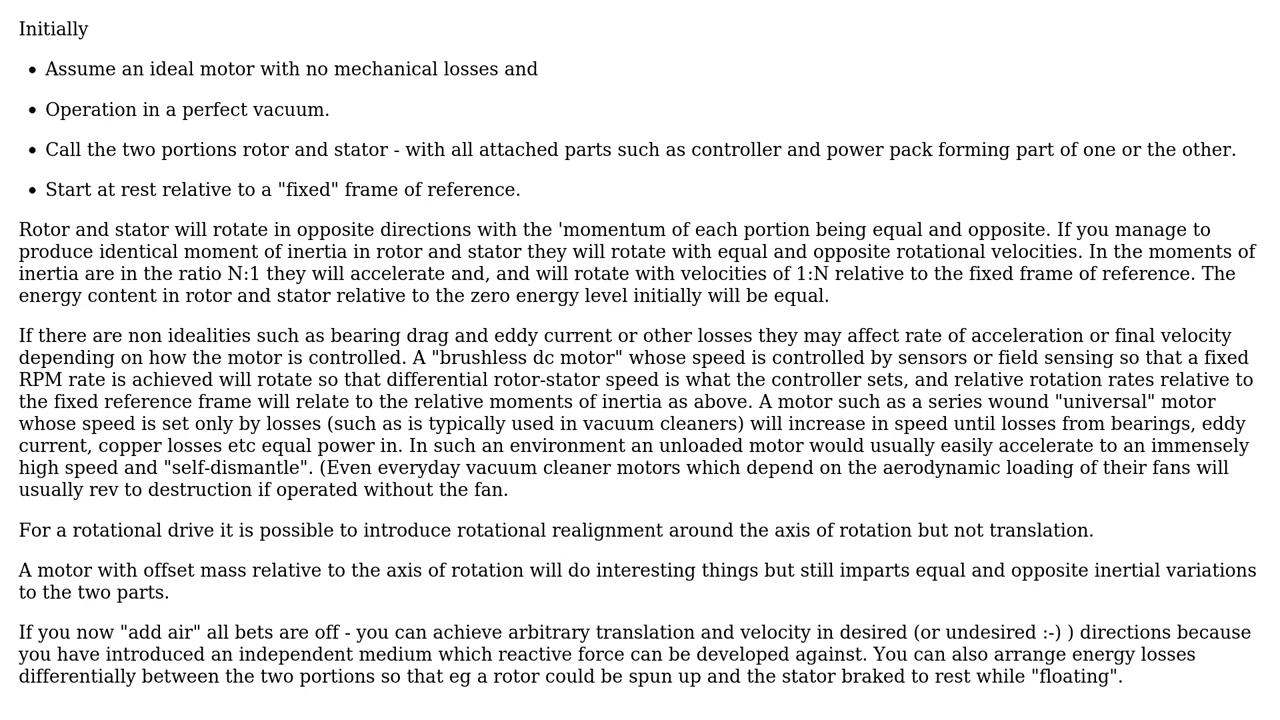 Initially
• Assume an ideal motor with no mechanical losses and
• Operation in a perfect vacuum.
• Call the two portions rotor and stator - with all attached parts such as controller and power pack forming part of one or the other.
• Start at rest relative to a "fixed" frame of reference.
Rotor and stator will rotate in opposite directions with the 'momentum of each portion being equal and opposite. If you manage to
produce identical moment of inertia in rotor and stator they will rotate with equal and opposite rotational velocities. In the moments of
inertia are in the ratio N:1 they will accelerate and, and will rotate with velocities of 1:N relative to the fixed frame of reference. The
energy content in rotor and stator relative to the zero energy level initially will be equal.
If there are non idealities such as bearing drag and eddy current or other losses they may affect rate of acceleration or final velocity
depending on how the motor is controlled. A "brushless dc motor" whose speed is controlled by sensors or field sensing so that a fixed
RPM rate is achieved will rotate so that differential rotor-stator speed is what the controller sets, and relative rotation rates relative to
the fixed reference frame will relate to the relative moments of inertia as above. A motor such as a series wound "universal" motor
whose speed is set only by losses (such as is typically used in vacuum cleaners) will increase in speed until losses from bearings, eddy
current, copper losses etc equal power in. In such an environment an unloaded motor would usually easily accelerate to an immensely
high speed and "self-dismantle". (Even everyday vacuum cleaner motors which depend on the aerodynamic loading of their fans will
usually rev to destruction if operated without the fan.
For a rotational drive it is possible to introduce rotational realignment around the axis of rotation but not translation.
A motor with offset mass relative to the axis of rotation will do interesting things but still imparts equal and opposite inertial variations
to the two parts.
If you now "add air" all bets are off - you can achieve arbitrary translation and velocity in desired (or undesired :-) ) directions because
you have introduced an independent medium which reactive force can be developed against. You can also arrange energy losses
differentially between the two portions so that eg a rotor could be spun up and the stator braked to rest while "floating".